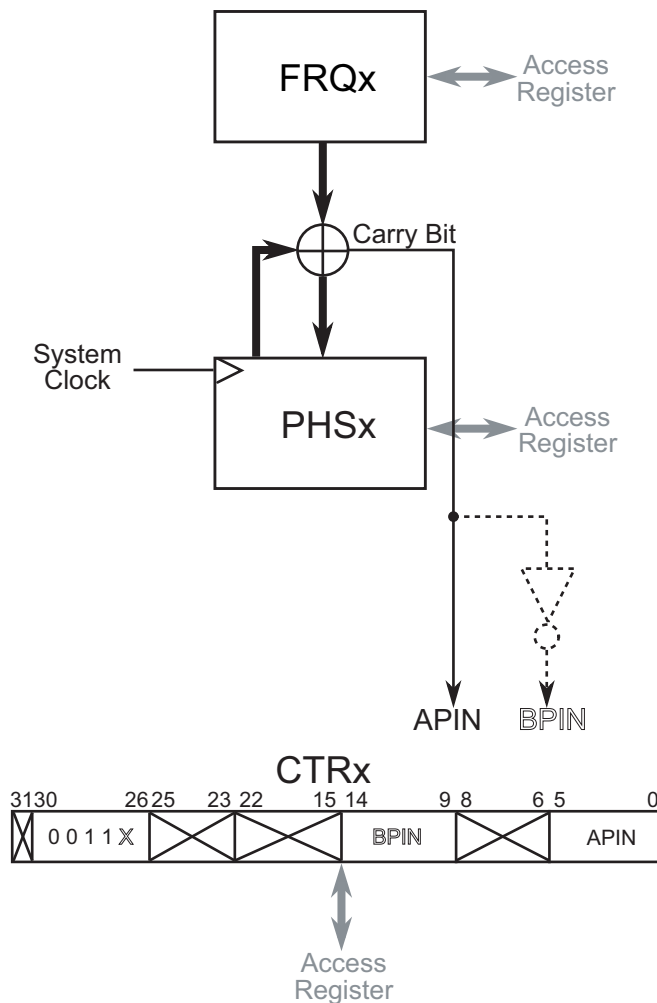 FRQx
Access
Register
Carry Bit
System
Clock
PHSx
Access
Register
APIN BPIN
CTRx
31 30 26 25 23 22 15 14 9 8 6 5 0
0 0 1 1 X BPIN APIN
Access
Register